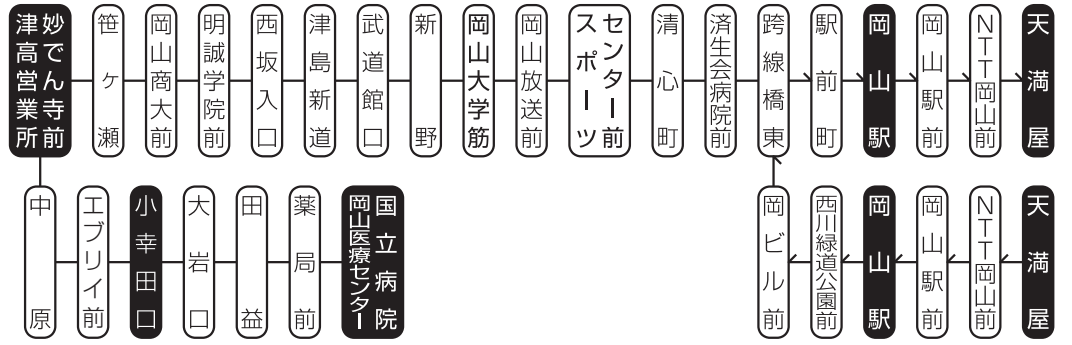 妙でん寺前
津高営業所
笹ヶ瀬
岡山商大前
明誠学院前
西坂入口
津島新道
武道館口
新野
岡山大学筋
岡山放送前
スポーツ
センター前
清心町
済生会病院前
跨線橋東
駅前町
岡山駅
岡山駅前
NTT岡山前
天満屋
中原
エブリイ前
小幸田口
大岩口
田益
薬局前
国立病院
岡山医療センター
岡ビル前
西川緑道公園前
岡山駅
岡山駅前
NTT岡山前
天満屋